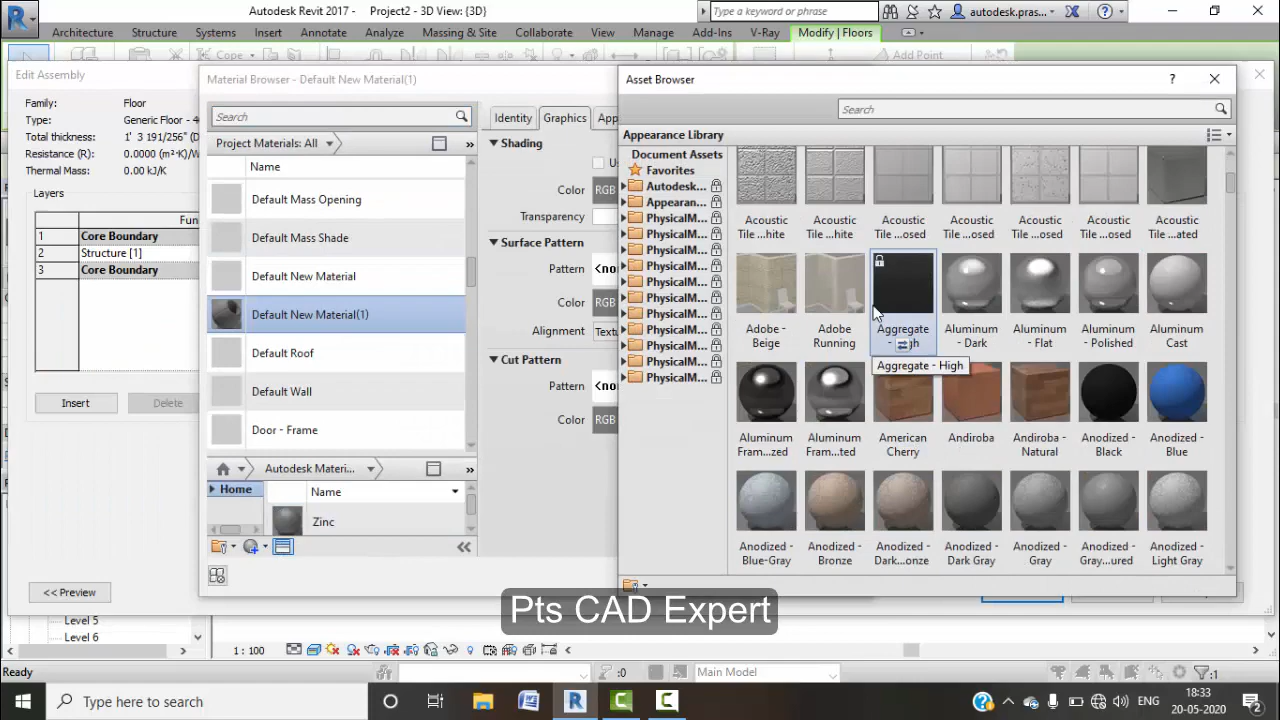 Autodesk Revit 2017 - Project2 - 3D View: {3D}
Type a keyword or phrase
autodesk.pras...
Architecture Structure Systems Insert Annotate Analyze Massing & Site Collaborate View Manage Add-Ins V-Ray Modify | Floors
Cope
Add Point
Edit Assembly
Family: Floor
Type:
Total thickness: 1' 3 191/256"
Resistance (R): 0.0000 (m²·K)/W
Thermal Mass: 0.00 kJ/K
Layers
1 Core Boundary
2 Structure [1]
3 Core Boundary
Insert Delete
<< Preview
Material Browser - Default New Material(1)
Search
Project Materials: All
Name
Default Mass Opening
Default Mass Shade
Default New Material
Default New Material(1)
Default Roof
Default Wall
Door - Frame
Autodesk Materi...
Home
Name
Zinc
Identity Graphics
Shading
Color RGB
Transparency
Surface Pattern
Pattern
Color RGB
Alignment
Cut Pattern
Pattern
Color RGB
Asset Browser
?
Search
Appearance Library
Document Assets
Favorites
Autodesk...
Appearan...
PhysicalM...
PhysicalM...
PhysicalM...
PhysicalM...
PhysicalM...
PhysicalM...
PhysicalM...
PhysicalM...
PhysicalM...
PhysicalM...
PhysicalM...
Acoustic Tile ...hite
Acoustic Tile ...hite
Acoustic Tile ...osed
Acoustic Tile ...osed
Acoustic Tile ...osed
Acoustic Tile ...osed
Acoustic Tile ...ated
Adobe - Beige
Adobe Running
Aggregate
Aluminum - Dark
Aluminum - Flat
Aluminum - Polished
Aluminum Cast
Aggregate - High
Aluminum Fram...zed
Aluminum Fram...ted
American Cherry
Andiroba
Andiroba - Natural
Anodized - Black
Anodized - Blue
Anodized - Blue-Gray
Anodized - Bronze
Anodized - Dark...onze
Anodized - Dark Gray
Anodized - Gray
Anodized - Gray...ured
Anodized - Light Gray
Pts CAD Expert
Level 5
Level 6
1 : 100
Ready
:0
Main Model
:1
Type here to search
ENG
18:33
20-05-2020
2